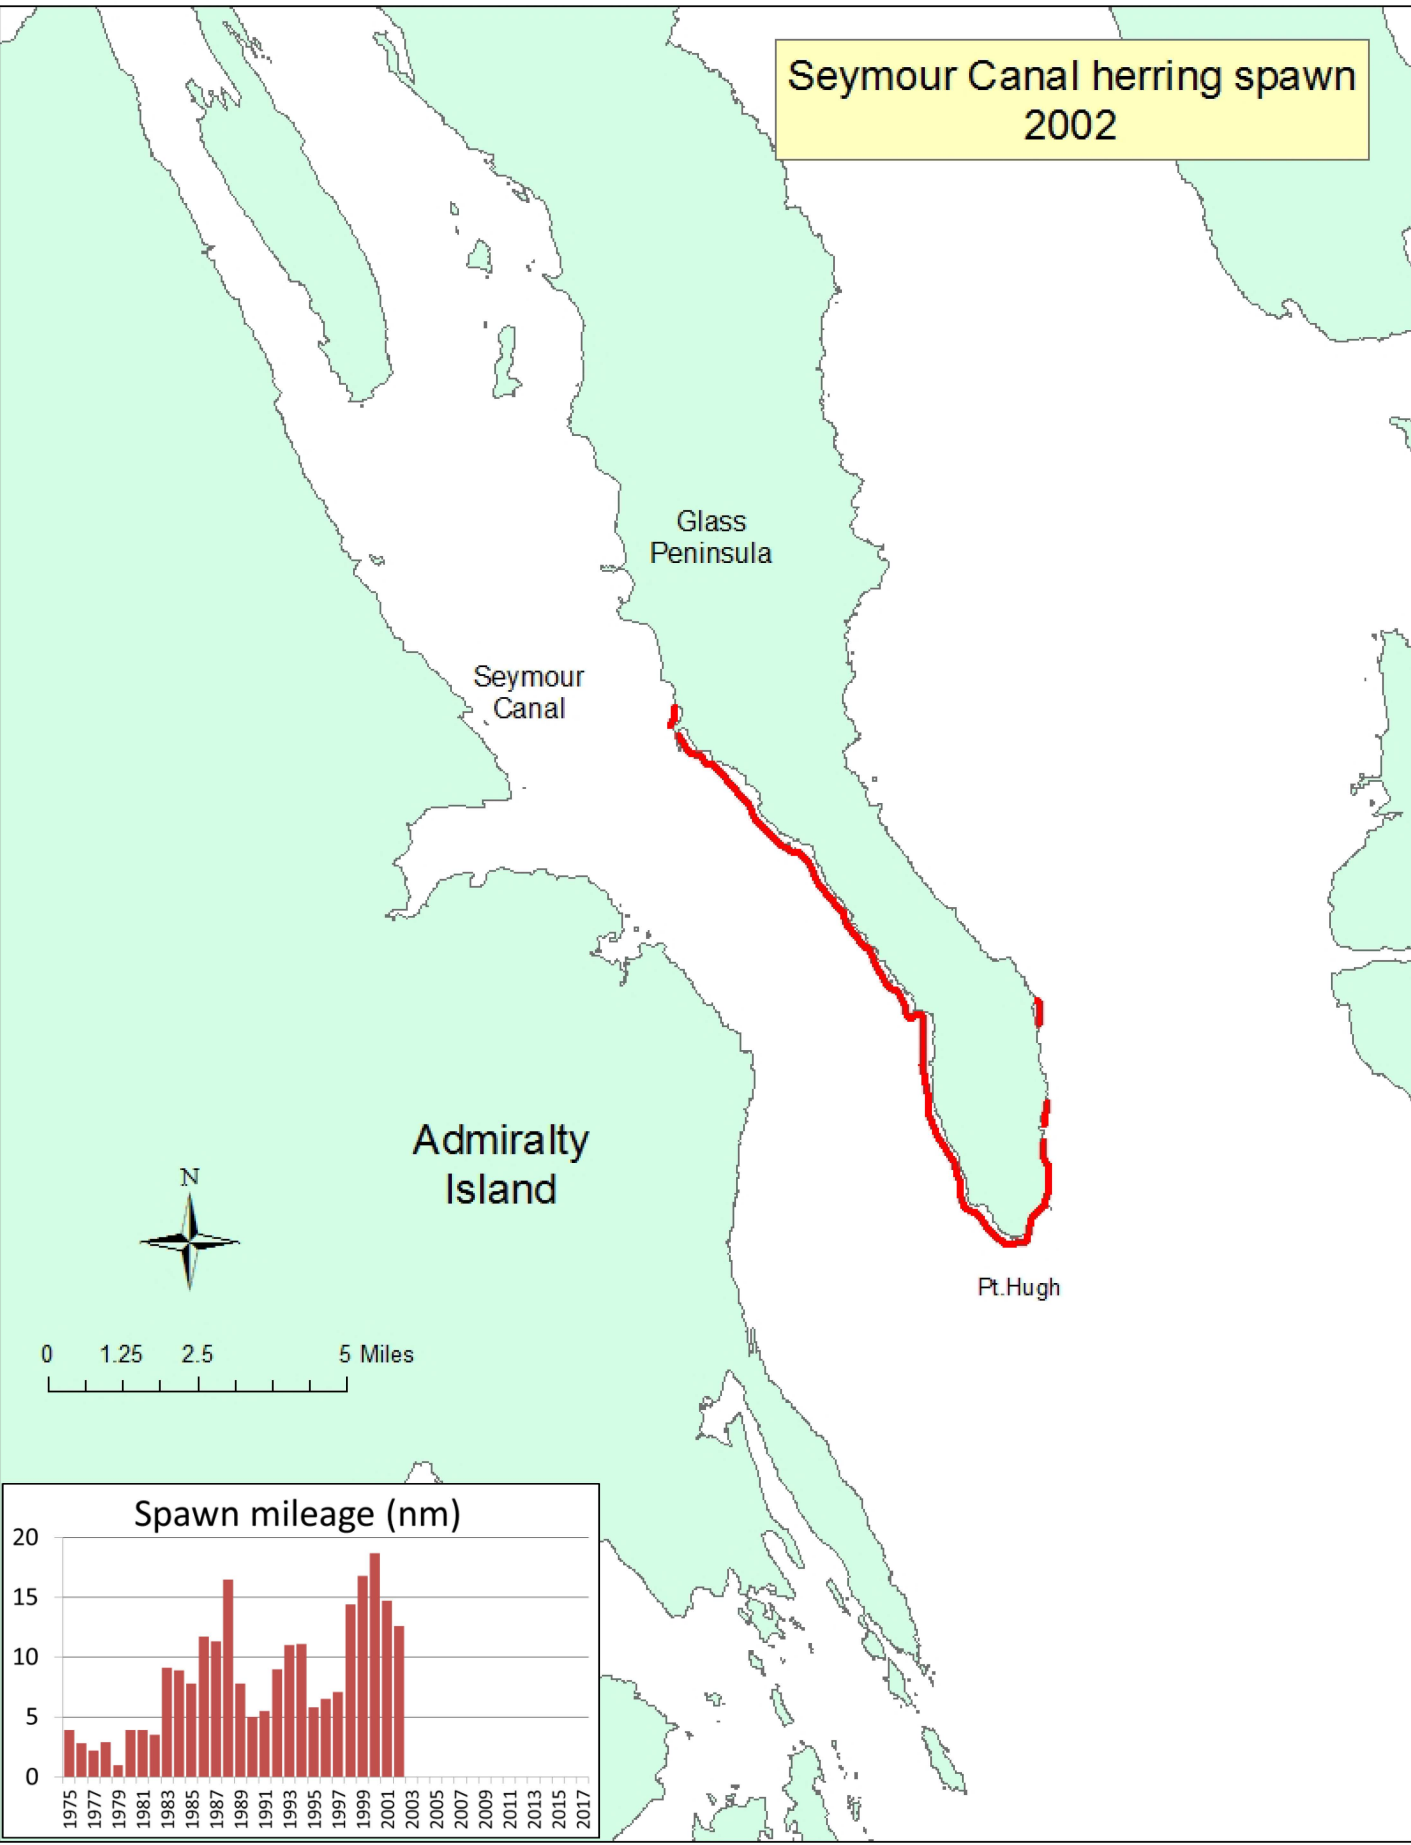 Seymour Canal herring spawn
2002
Glass
Peninsula
Seymour
Canal
Admiralty
Island
N
Pt.Hugh
0 1.25 2.5 5 Miles
Spawn mileage (nm)
20
15
10
5
0
1975 1977 1979 1981 1983 1985 1987 1989 1991 1993 1995 1997 1999 2001 2003 2005 2007 2009 2011 2013 2015 2017